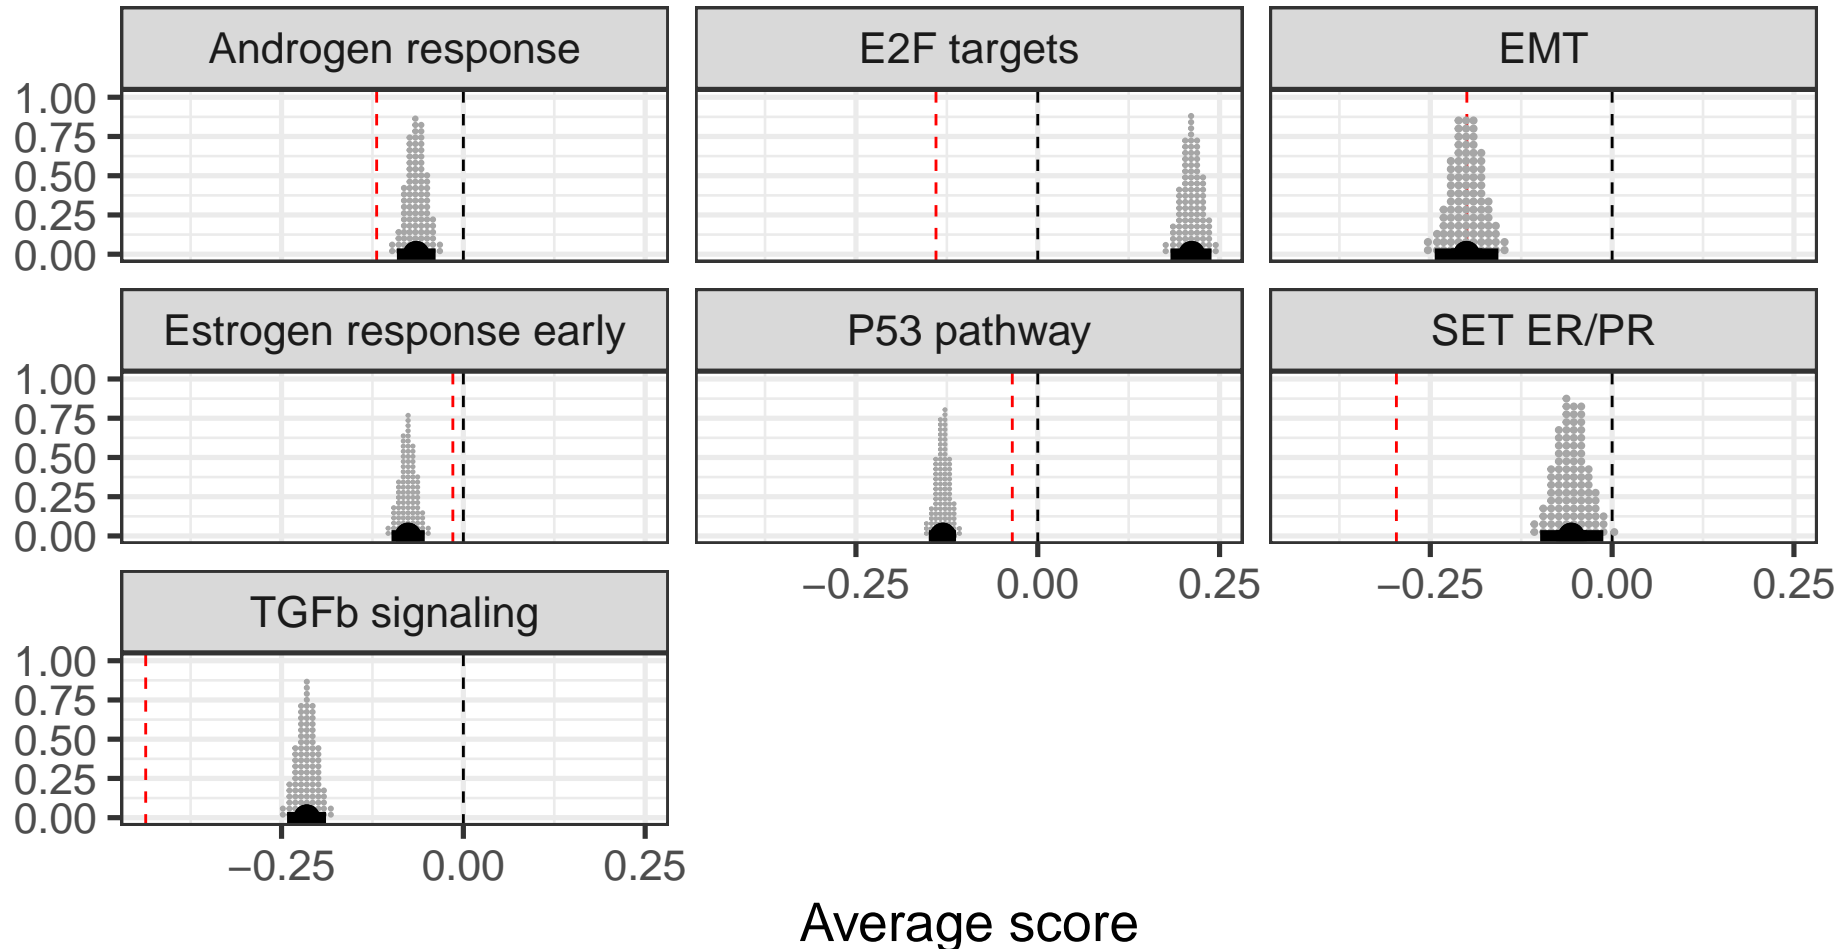 Androgen response
E2F targets
EMT
1.00
0.75
0.50
0.25
0.00
Estrogen response early
P53 pathway
SET ER/PR
1.00
0.75
0.50
0.25
0.00
−0.25 0.00 0.25
−0.25 0.00 0.25
TGFb signaling
1.00
0.75
0.50
0.25
0.00
−0.25 0.00 0.25
Average score